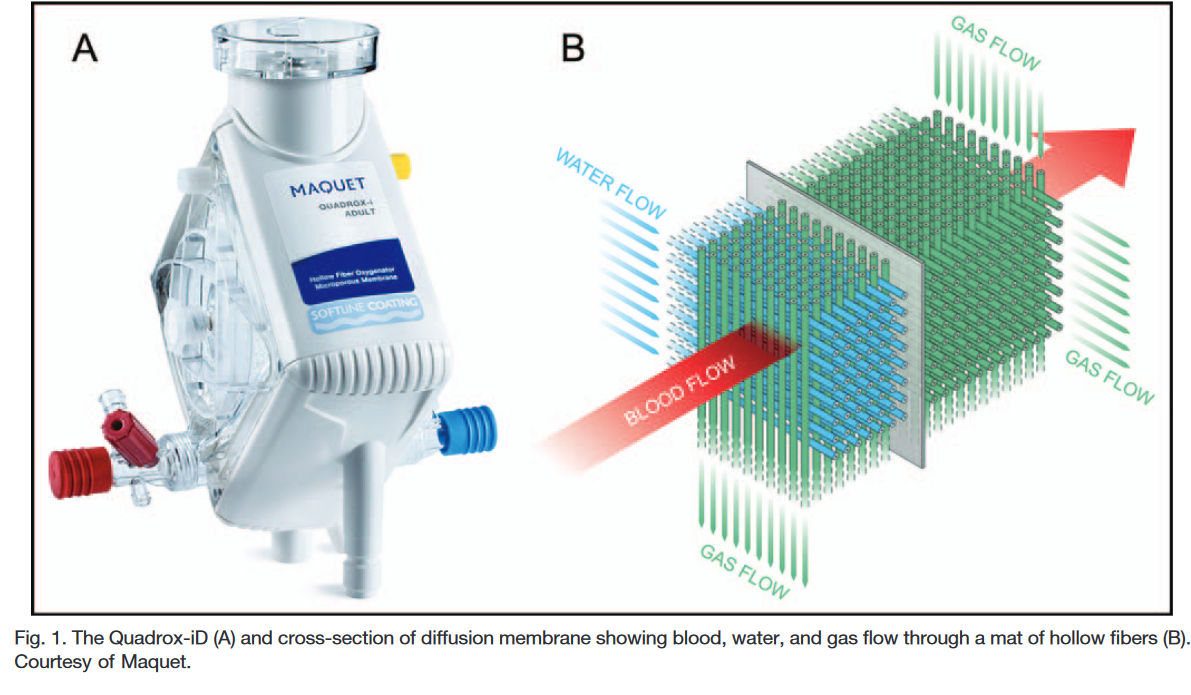 A
MAQUET
QUADROX-i
ADULT
Hollow Fiber Oxygenator
Microporous Membrane
SOFTLINE COATING
B
GAS FLOW
WATER FLOW
BLOOD FLOW
GAS FLOW
GAS FLOW
Fig. 1. The Quadrox-iD (A) and cross-section of diffusion membrane showing blood, water, and gas flow through a mat of hollow fibers (B).
Courtesy of Maquet.